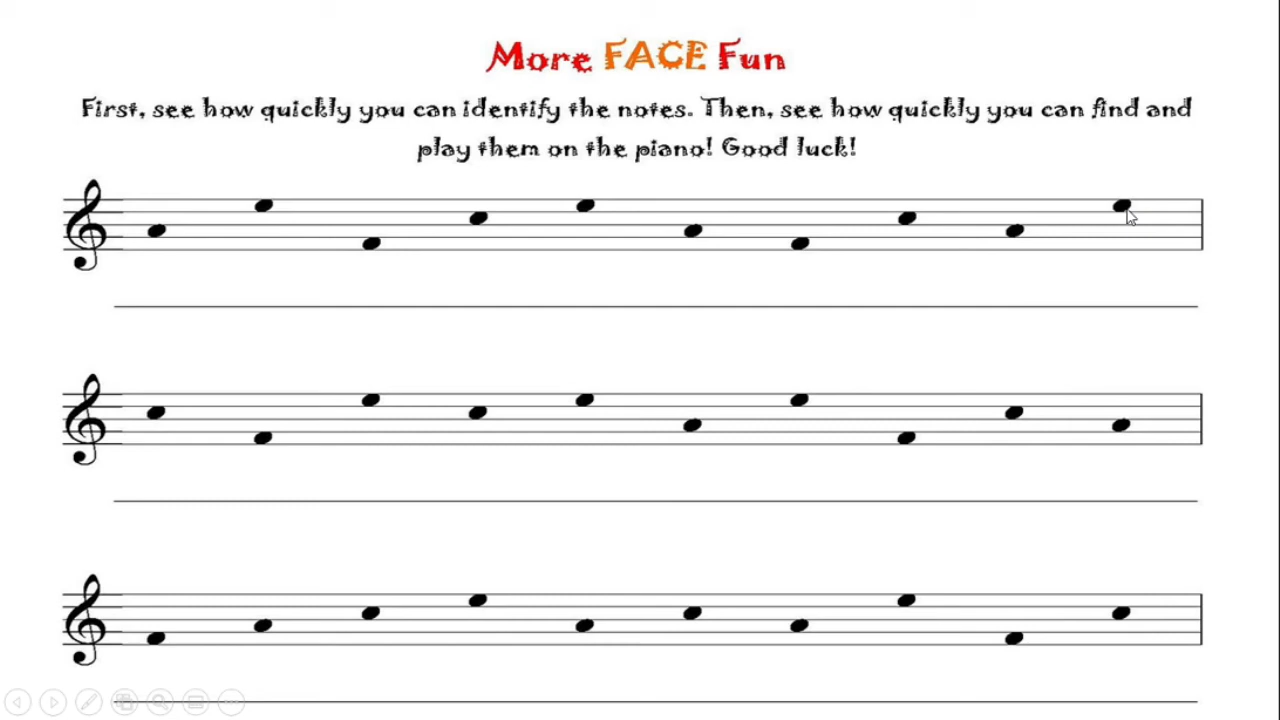 More FACE Fun
First, see how quickly you can identify the notes. Then, see how quickly you can find and
play them on the piano! Good luck!